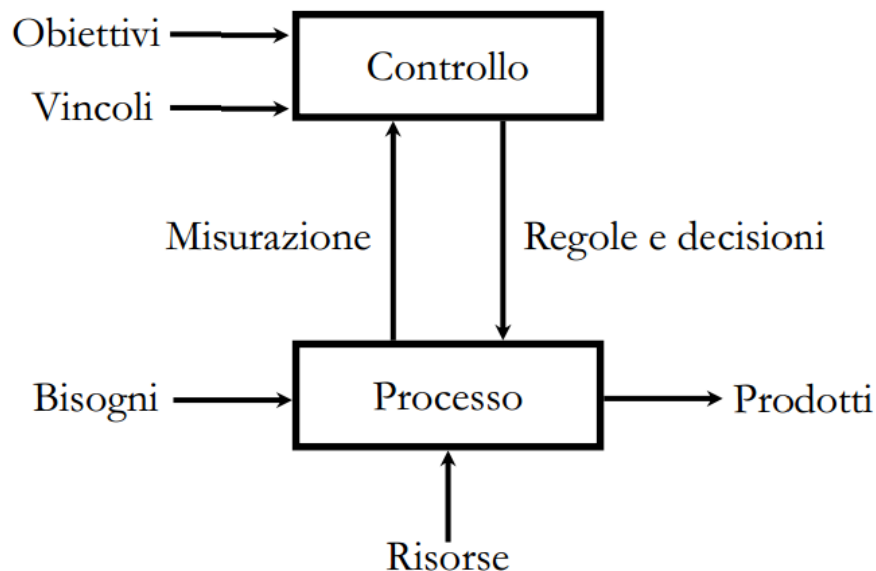 Obiettivi
Controllo
Vincoli
Misurazione
Regole e decisioni
Bisogni
Processo
Prodotti
Risorse